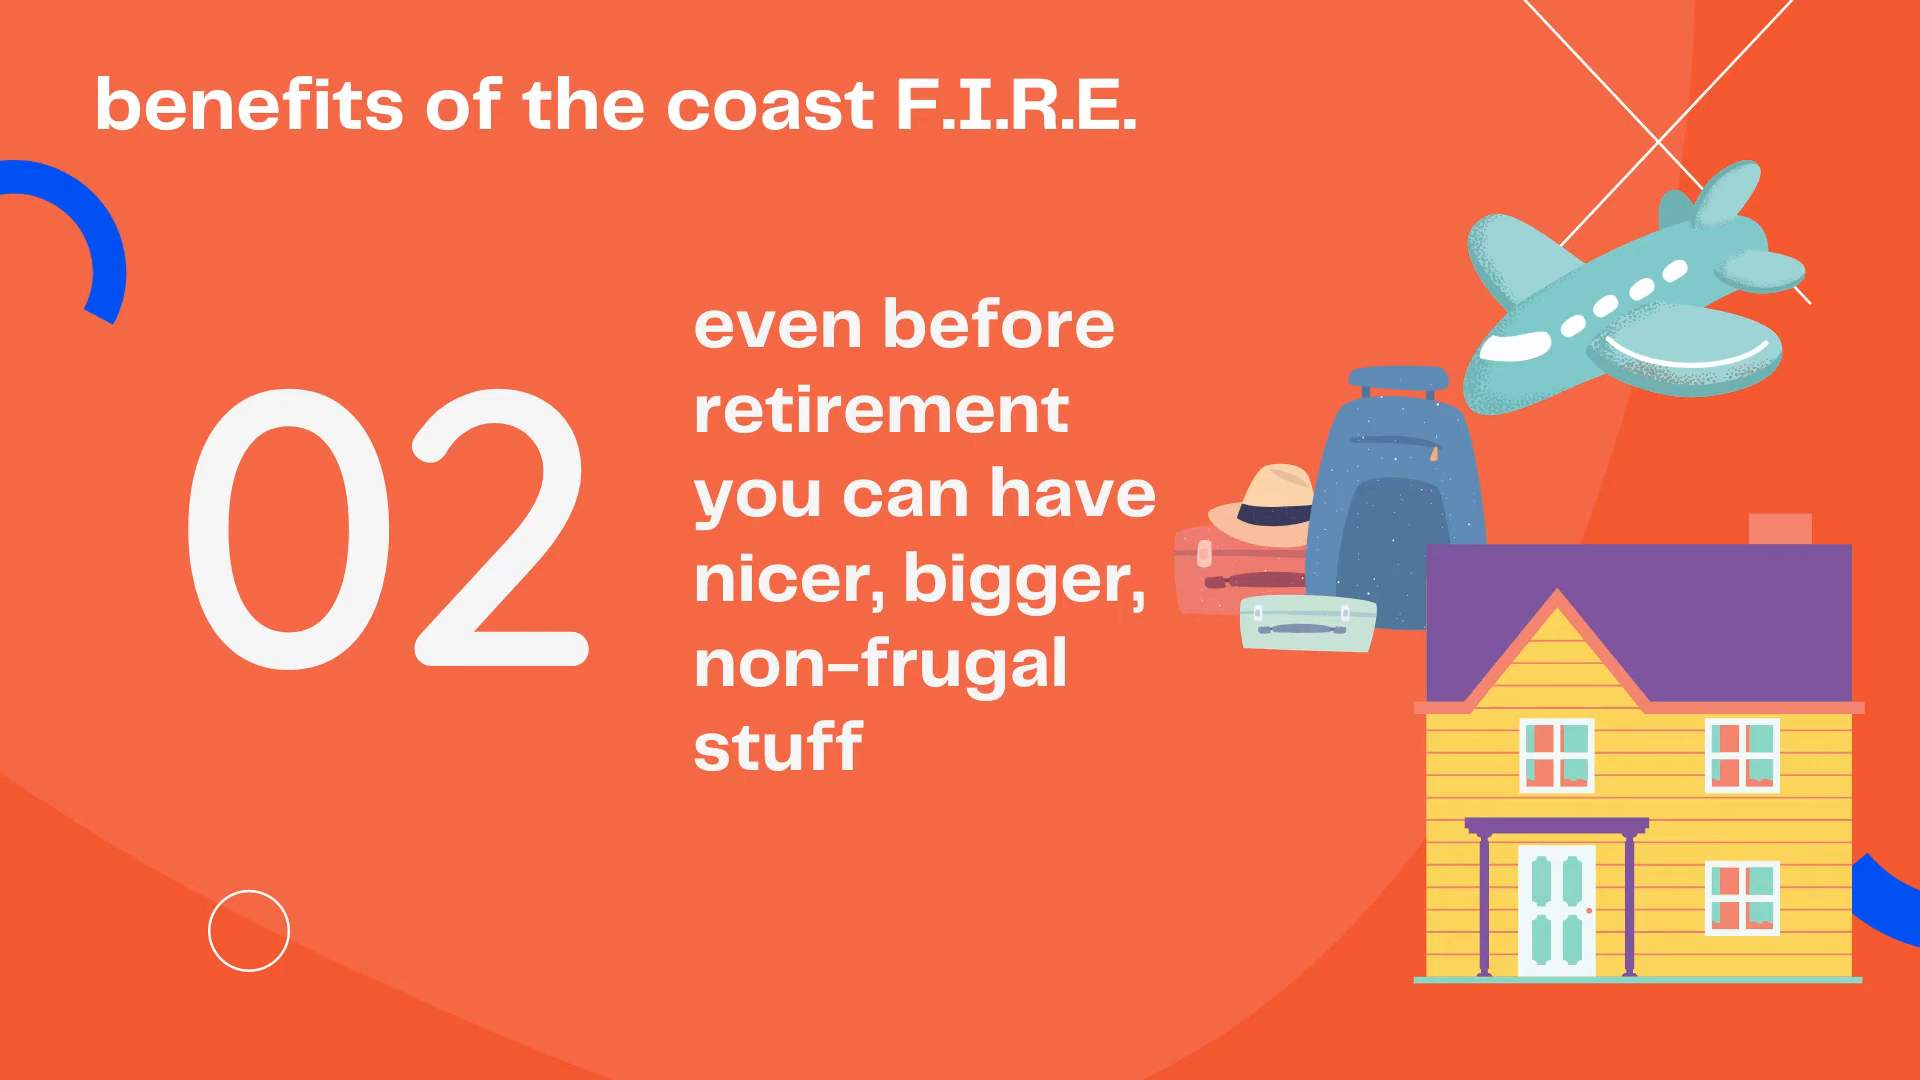 benefits of the coast F.I.R.E.
02
even before
retirement
you can have
nicer, bigger,
non-frugal
stuff